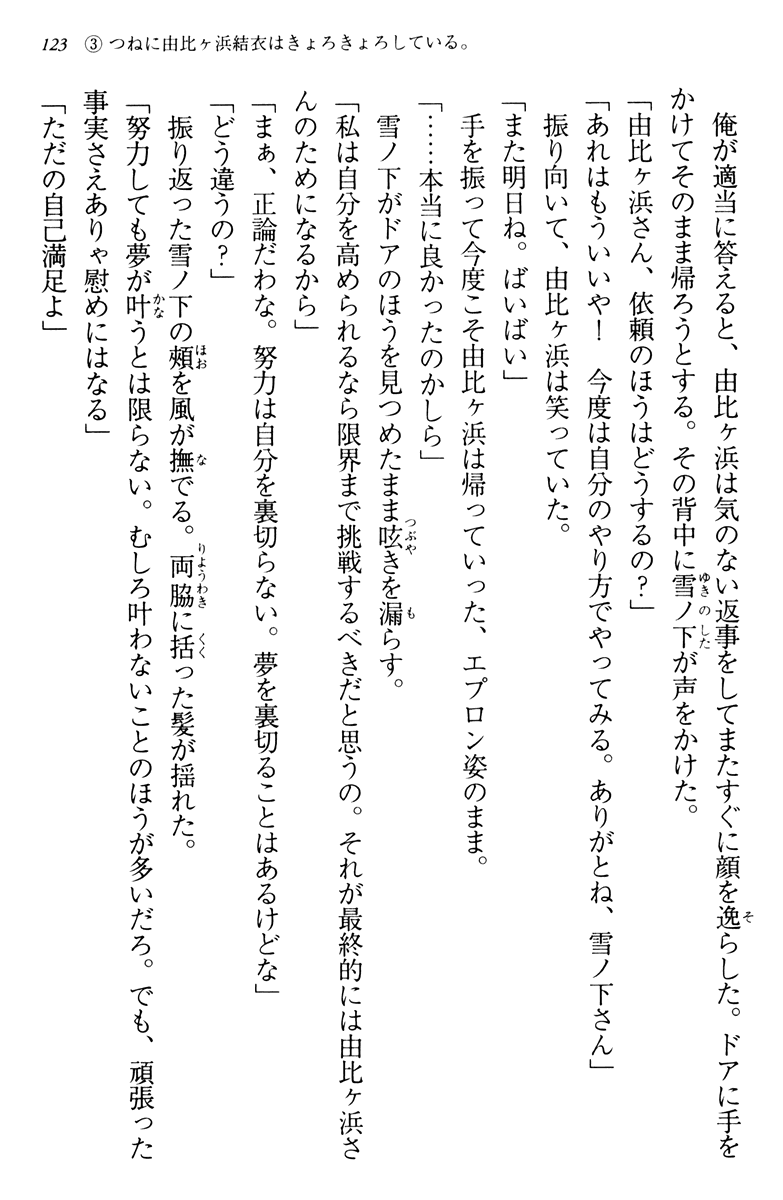 123 ③ つねに由比ヶ浜結衣はきょろきょろしている。
　俺が適当に答えると、由比ヶ浜は気のない返事をしてまたすぐに顔を逸らした。ドアに手を
かけてそのまま帰ろうとする。その背中に雪ノ下が声をかけた。
「由比ヶ浜さん、依頼のほうはどうするの？」
「あれはもういいや！　今度は自分のやり方でやってみる。ありがとね、雪ノ下さん」
　振り向いて、由比ヶ浜は笑っていた。
「また明日ね。ばいばい」
　手を振って今度こそ由比ヶ浜は帰っていった、エプロン姿のまま。
「……本当に良かったのかしら」
　雪ノ下がドアのほうを見つめたまま呟きを漏らす。
「私は自分を高められるなら限界まで挑戦するべきだと思うの。それが最終的には由比ヶ浜さ
んのためになるから」
「まぁ、正論だわな。努力は自分を裏切らない。夢を裏切ることはあるけどな」
「どう違うの？」
　振り返った雪ノ下の頬を風が撫でる。両脇に括った髪が揺れた。
「努力しても夢が叶うとは限らない。むしろ叶わないことのほうが多いだろ。でも、頑張った
事実さえありゃ慰めにはなる」
「ただの自己満足よ」